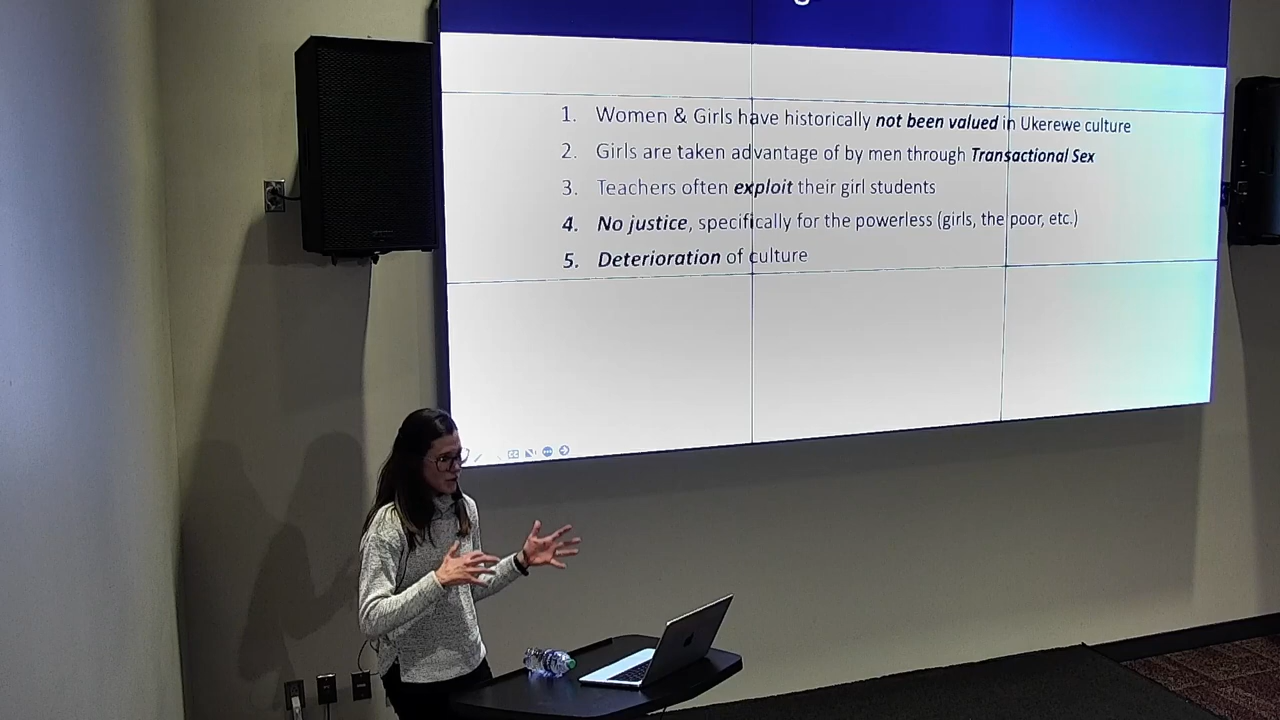 1. Women & Girls have historically not been valued in Ukerewe culture
2. Girls are taken advantage of by men through Transactional Sex
3. Teachers often exploit their girl students
4. No justice, specifically for the powerless (girls, the poor, etc.)
5. Deterioration of culture